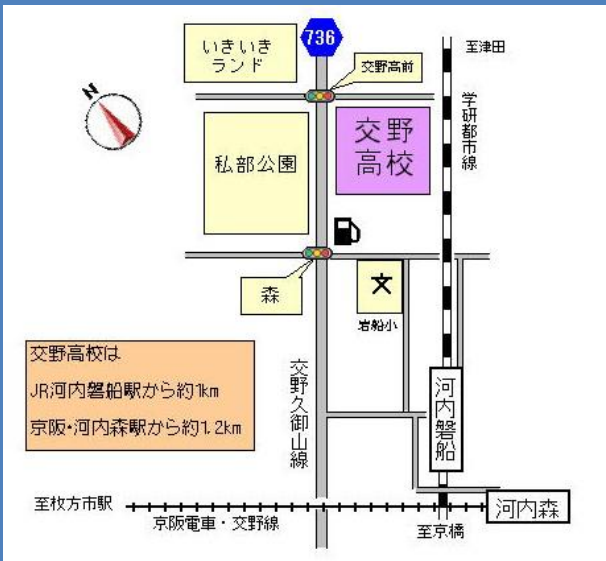 いきいき
ランド
736
交野高前
至津田
学研都市線
N
私部公園
交野
高校
森
文
岩船小
交野高校は
JR河内磐船駅から約1km
京阪・河内森駅から約1.2km
交野久御山線
河内磐船
至枚方市駅
京阪電車・交野線
至京橋
河内森